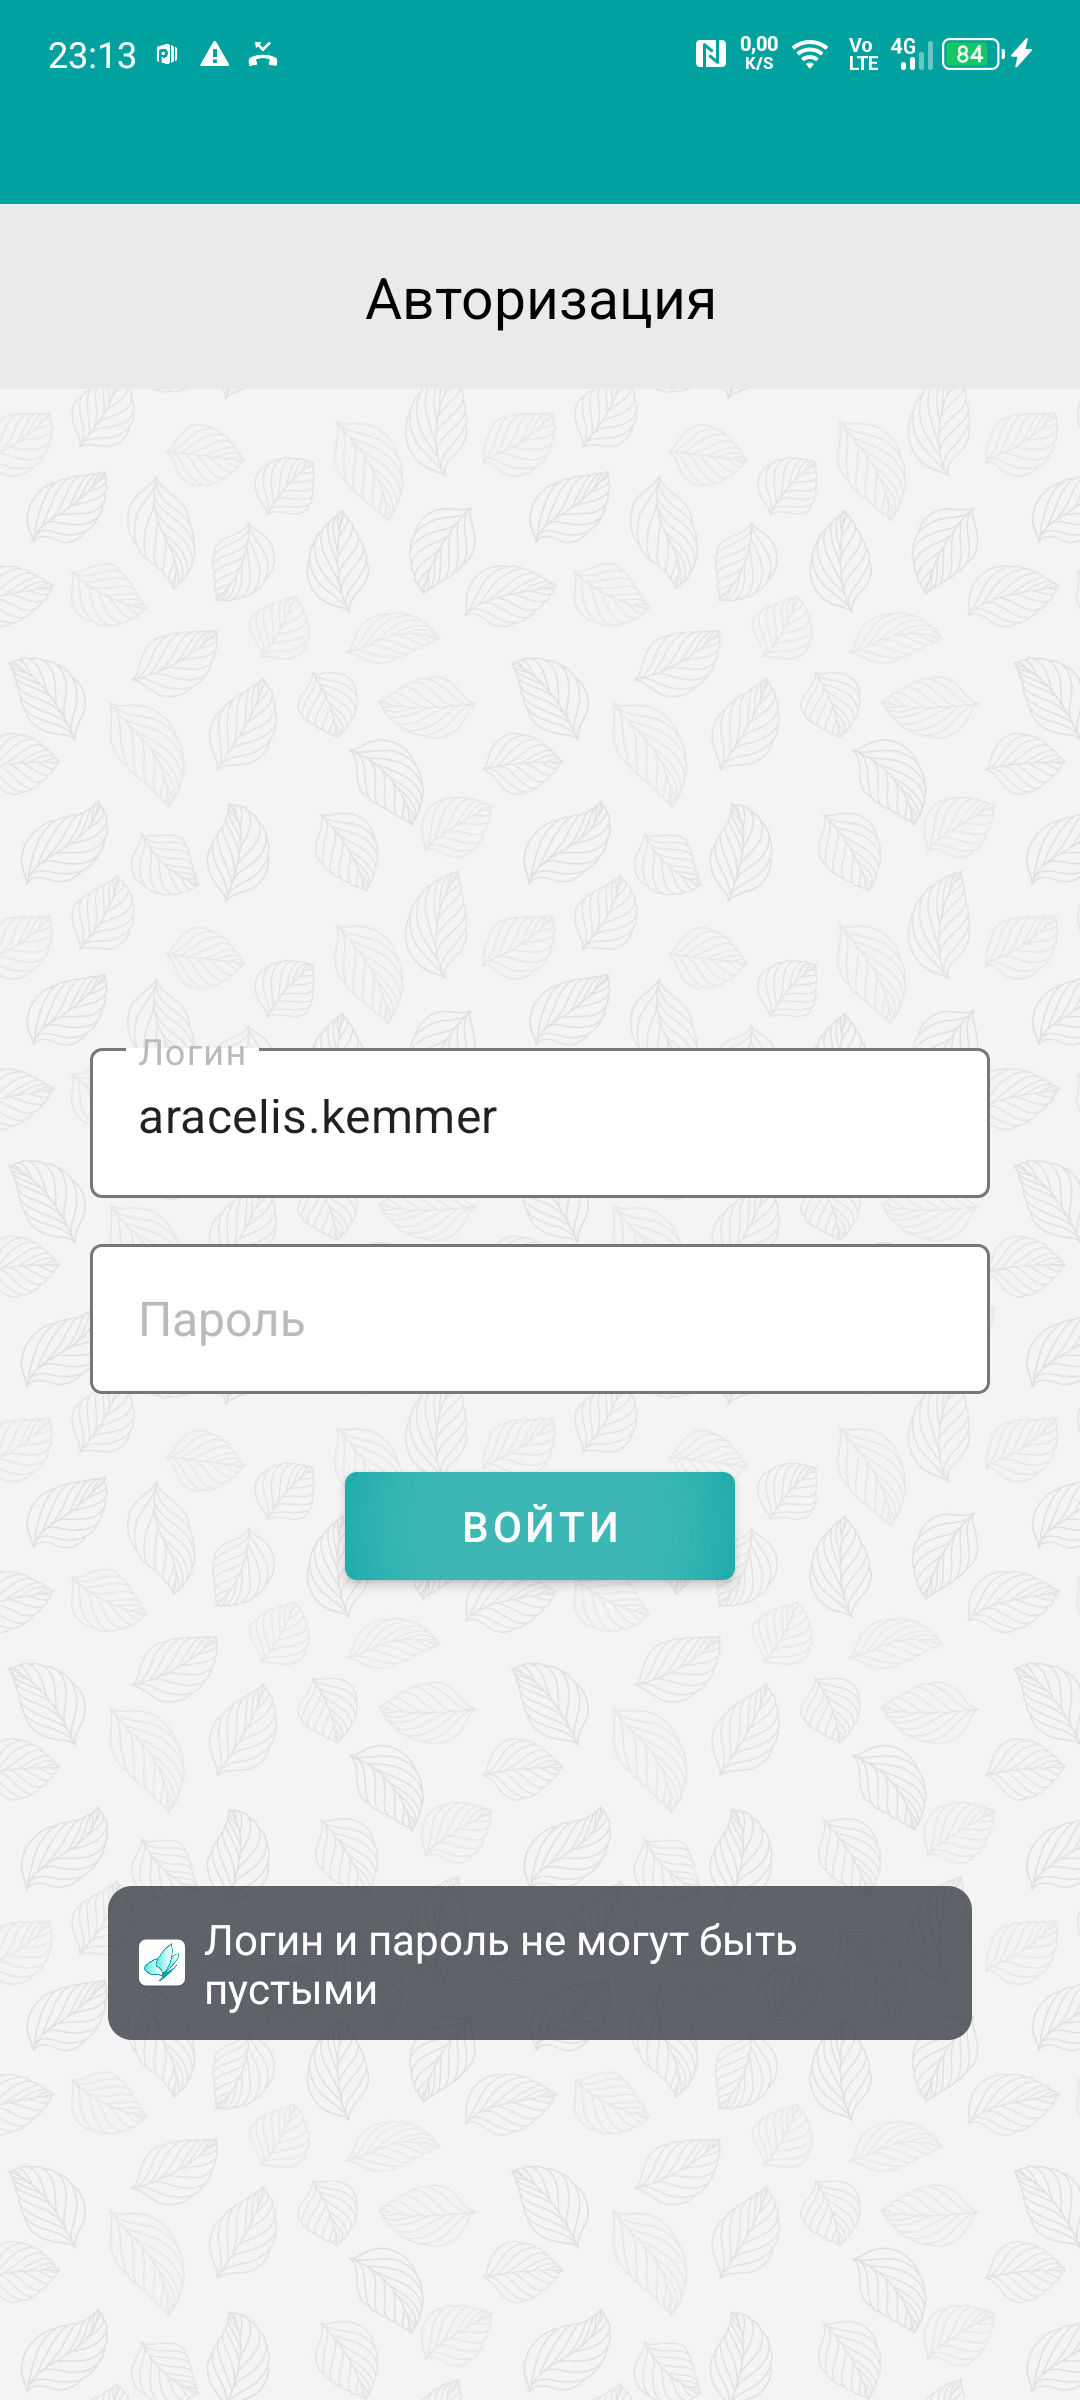 23:13
0,00
K/S
Vo
LTE
4G
84
Авторизация
Логин
aracelis.kemmer
Пароль
ВОЙТИ
Логин и пароль не могут быть
пустыми